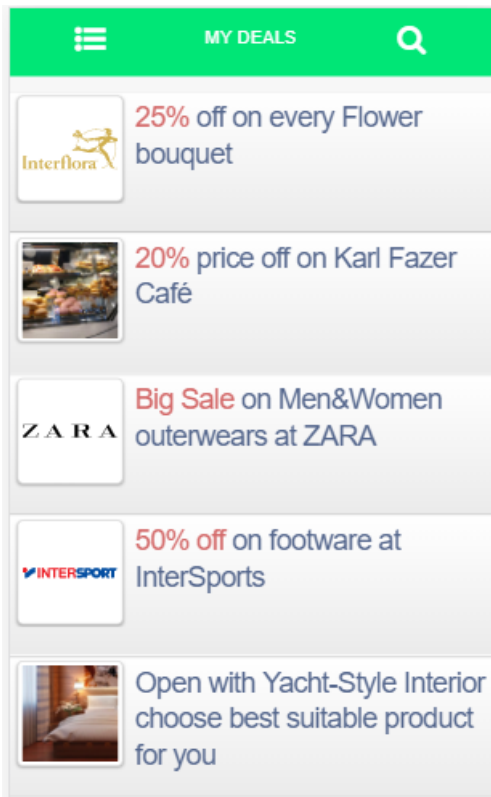 MY DEALS
Interflora
25% off on every Flower
bouquet
20% price off on Karl Fazer
Café
ZARA
Big Sale on Men&Women
outerwears at ZARA
INTERSPORT
50% off on footware at
InterSports
Open with Yacht-Style Interior
choose best suitable product
for you